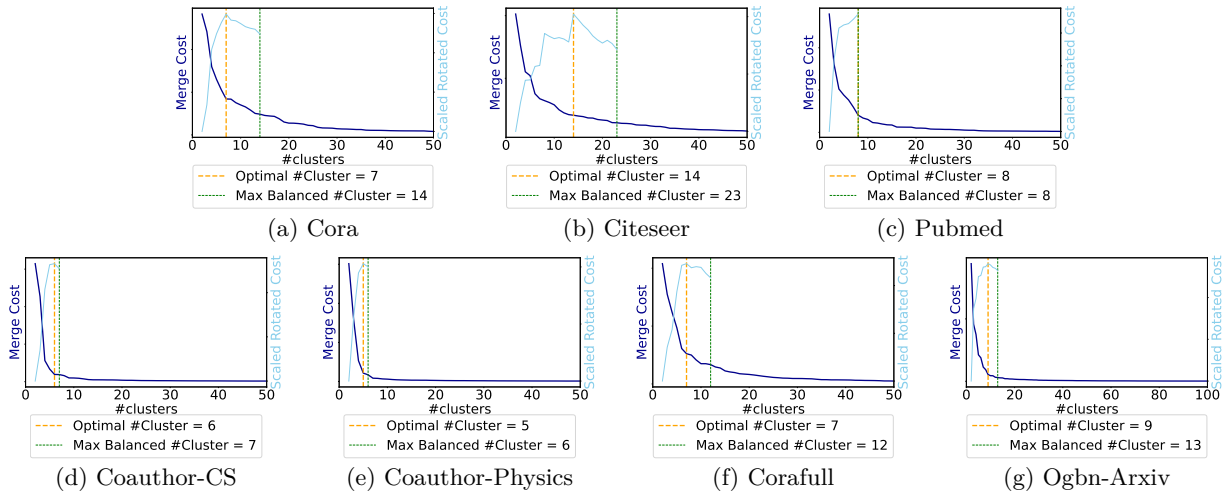 Merge Cost
Scaled Rotated Cost
0 10 20 30 40 50
#clusters
Optimal #Cluster = 7
Max Balanced #Cluster = 14
(a) Cora
Merge Cost
Scaled Rotated Cost
0 10 20 30 40 50
#clusters
Optimal #Cluster = 14
Max Balanced #Cluster = 23
(b) Citeseer
Merge Cost
Scaled Rotated Cost
0 10 20 30 40 50
#clusters
Optimal #Cluster = 8
Max Balanced #Cluster = 8
(c) Pubmed
Merge Cost
Scaled Rotated Cost
0 10 20 30 40 50
#clusters
Optimal #Cluster = 6
Max Balanced #Cluster = 7
(d) Coauthor-CS
Merge Cost
Scaled Rotated Cost
0 10 20 30 40 50
#clusters
Optimal #Cluster = 5
Max Balanced #Cluster = 6
(e) Coauthor-Physics
Merge Cost
Scaled Rotated Cost
0 10 20 30 40 50
#clusters
Optimal #Cluster = 7
Max Balanced #Cluster = 12
(f) Corafull
Merge Cost
Scaled Rotated Cost
0 20 40 60 80 100
#clusters
Optimal #Cluster = 9
Max Balanced #Cluster = 13
(g) Ogbn-Arxiv